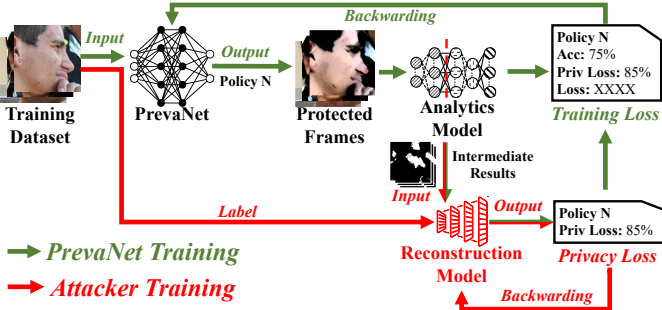 Backwarding
Input
Output
Policy N
Policy N
Acc: 75%
Priv Loss: 85%
Loss: XXXX
Training
Dataset
PrevaNet
Protected
Frames
Analytics
Model
Training Loss
Intermediate
Results
Input
Label
Output
Policy N
Priv Loss: 85%
PrevaNet Training
Reconstruction
Model
Privacy Loss
Attacker Training
Backwarding